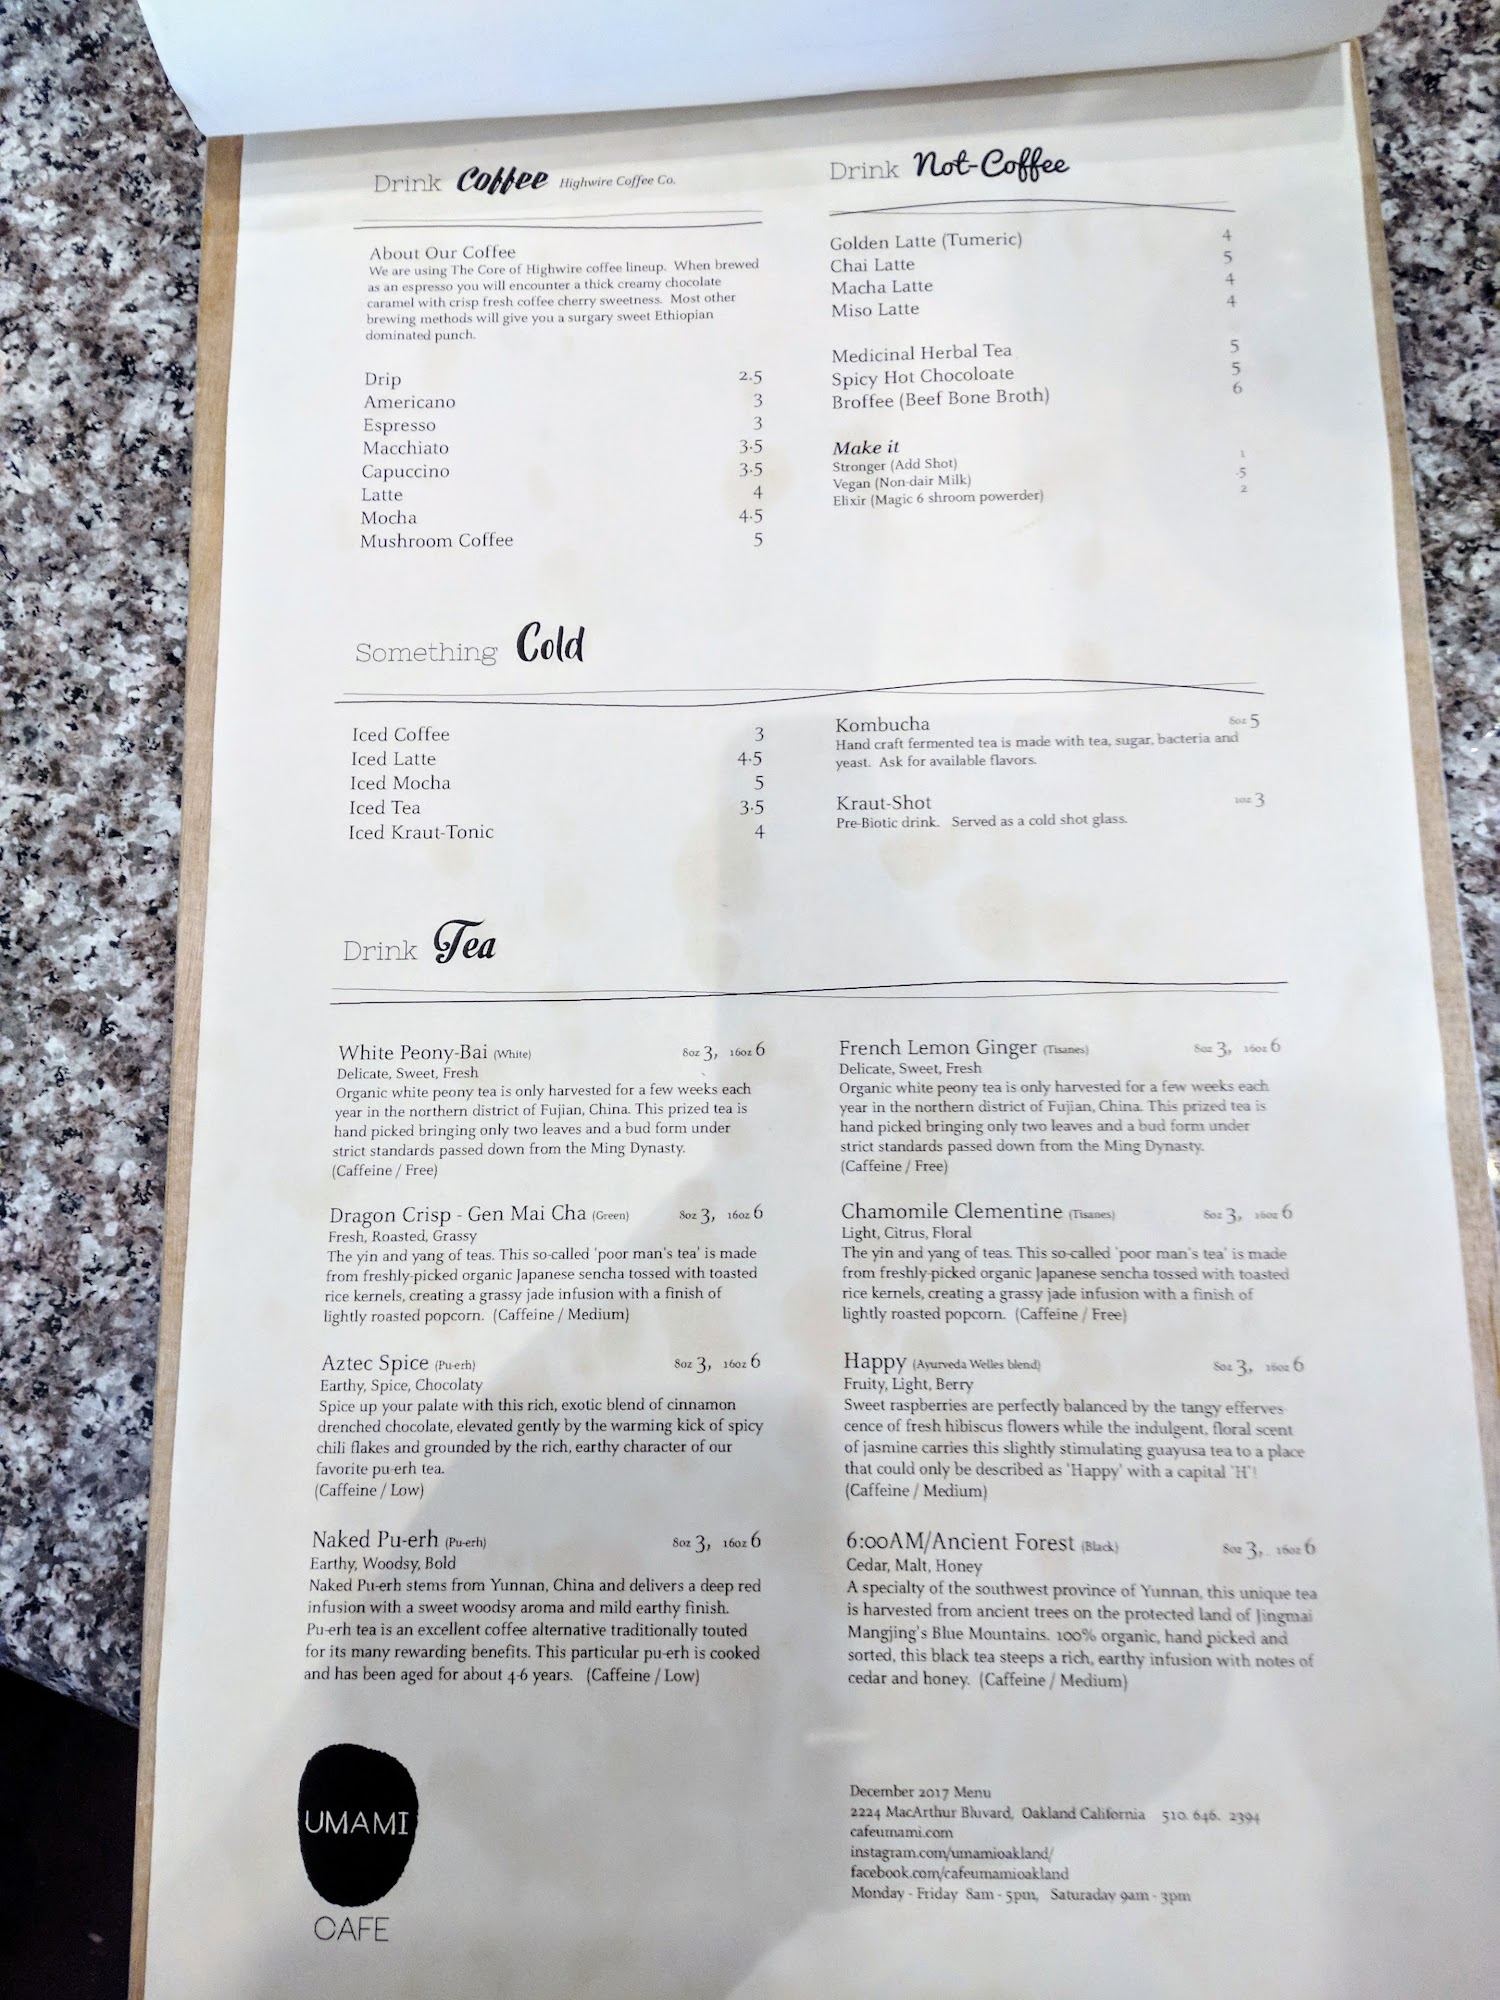 Drink Coffee Highwire Coffee Co.
About Our Coffee
We are using The Core of Highwire coffee lineup. When brewed
as an espresso you will encounter a thick creamy chocolate
caramel with crisp fresh coffee cherry sweetness. Most other
brewing methods will give you a surgary sweet Ethiopian
dominated punch.
Drip 2.5
Americano 3
Espresso 3
Macchiato 3.5
Capuccino 3.5
Latte 4
Mocha 4.5
Mushroom Coffee 5
Drink Not-Coffee
Golden Latte (Tumeric) 4
Chai Latte 5
Macha Latte 4
Miso Latte 4
Medicinal Herbal Tea 5
Spicy Hot Chocoloate 5
Broffee (Beef Bone Broth) 6
Make it
Stronger (Add Shot) 1
Vegan (Non-dair Milk) .5
Elixir (Magic 6 shroom powerder) 2
Something Cold
Iced Coffee 3
Iced Latte 4.5
Iced Mocha 5
Iced Tea 3.5
Iced Kraut-Tonic 4
Kombucha 8oz 5
Hand craft fermented tea is made with tea, sugar, bacteria and
yeast. Ask for available flavors.
Kraut-Shot 1oz 3
Pre-Biotic drink. Served as a cold shot glass.
Drink Tea
White Peony-Bai (White) 8oz 3, 16oz 6
Delicate, Sweet, Fresh
Organic white peony tea is only harvested for a few weeks each
year in the northern district of Fujian, China. This prized tea is
hand picked bringing only two leaves and a bud form under
strict standards passed down from the Ming Dynasty.
(Caffeine / Free)
Dragon Crisp - Gen Mai Cha (Green) 8oz 3, 16oz 6
Fresh, Roasted, Grassy
The yin and yang of teas. This so-called 'poor man's tea' is made
from freshly-picked organic Japanese sencha tossed with toasted
rice kernels, creating a grassy jade infusion with a finish of
lightly roasted popcorn. (Caffeine / Medium)
Aztec Spice (Pu-erh) 8oz 3, 16oz 6
Earthy, Spice, Chocolaty
Spice up your palate with this rich, exotic blend of cinnamon
drenched chocolate, elevated gently by the warming kick of spicy
chili flakes and grounded by the rich, earthy character of our
favorite pu-erh tea.
(Caffeine / Low)
Naked Pu-erh (Pu-erh) 8oz 3, 16oz 6
Earthy, Woodsy, Bold
Naked Pu-erh stems from Yunnan, China and delivers a deep red
infusion with a sweet woodsy aroma and mild earthy finish.
Pu-erh tea is an excellent coffee alternative traditionally touted
for its many rewarding benefits. This particular pu-erh is cooked
and has been aged for about 4-6 years. (Caffeine / Low)
French Lemon Ginger (Tisanes) 8oz 3, 16oz 6
Delicate, Sweet, Fresh
Organic white peony tea is only harvested for a few weeks each
year in the northern district of Fujian, China. This prized tea is
hand picked bringing only two leaves and a bud form under
strict standards passed down from the Ming Dynasty.
(Caffeine / Free)
Chamomile Clementine (Tisanes) 8oz 3, 16oz 6
Light, Citrus, Floral
The yin and yang of teas. This so-called 'poor man's tea' is made
from freshly-picked organic Japanese sencha tossed with toasted
rice kernels, creating a grassy jade infusion with a finish of
lightly roasted popcorn. (Caffeine / Free)
Happy (Ayurveda Welles blend) 8oz 3, 16oz 6
Fruity, Light, Berry
Sweet raspberries are perfectly balanced by the tangy efferves-
cence of fresh hibiscus flowers while the indulgent, floral scent
of jasmine carries this slightly stimulating guayusa tea to a place
that could only be described as 'Happy' with a capital 'H'!
(Caffeine / Medium)
6:00AM/Ancient Forest (Black) 8oz 3, 16oz 6
Cedar, Malt, Honey
A specialty of the southwest province of Yunnan, this unique tea
is harvested from ancient trees on the protected land of Jingmai
Mangjing's Blue Mountains. 100% organic, hand picked and
sorted, this black tea steeps a rich, earthy infusion with notes of
cedar and honey. (Caffeine / Medium)
UMAMI
CAFE
December 2017 Menu
2224 MacArthur Bluvard, Oakland California 510. 646. 2394
cafeumami.com
instagram.com/umamioakland/
facebook.com/cafeumamioakland
Monday - Friday 8am - 5pm, Saturaday 9am - 3pm